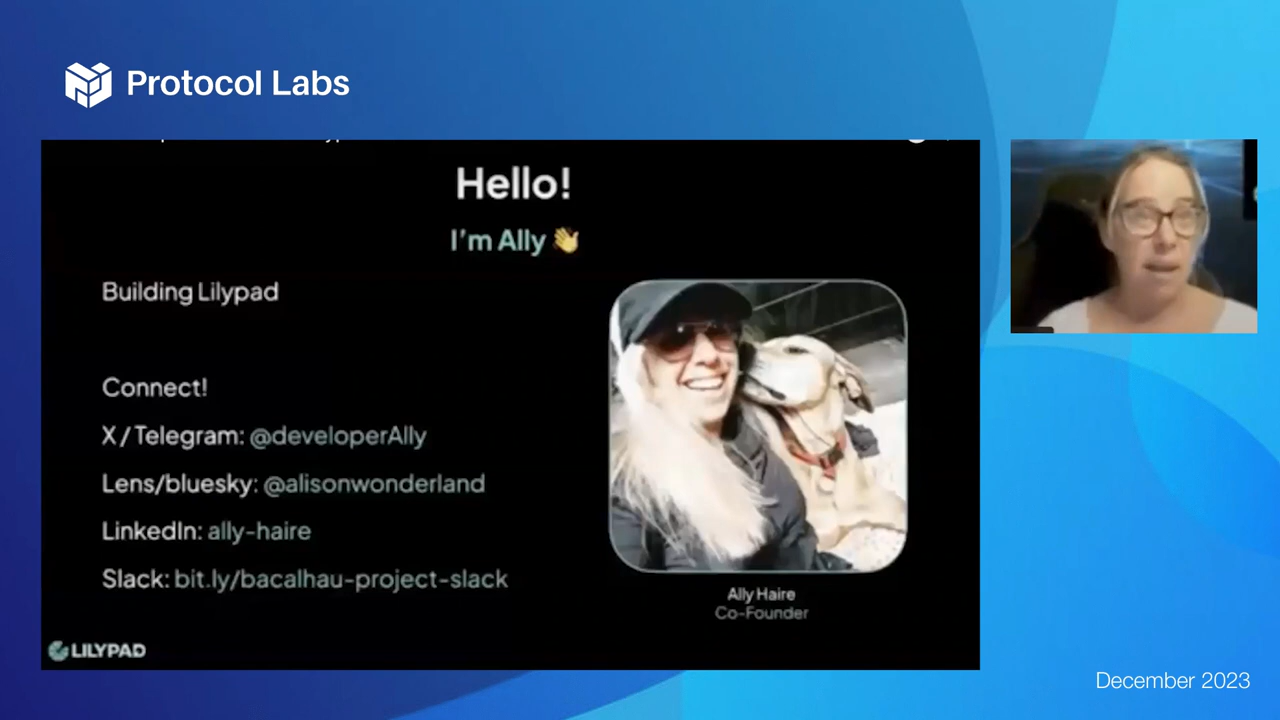 Protocol Labs
Hello!
I'm Ally 👋
Building Lilypad
Connect!
X / Telegram: @developerAlly
Lens/bluesky: @alisonwonderland
LinkedIn: ally-haire
Slack: bit.ly/bacalhau-project-slack
Ally Haire
Co-Founder
LILYPAD
December 2023